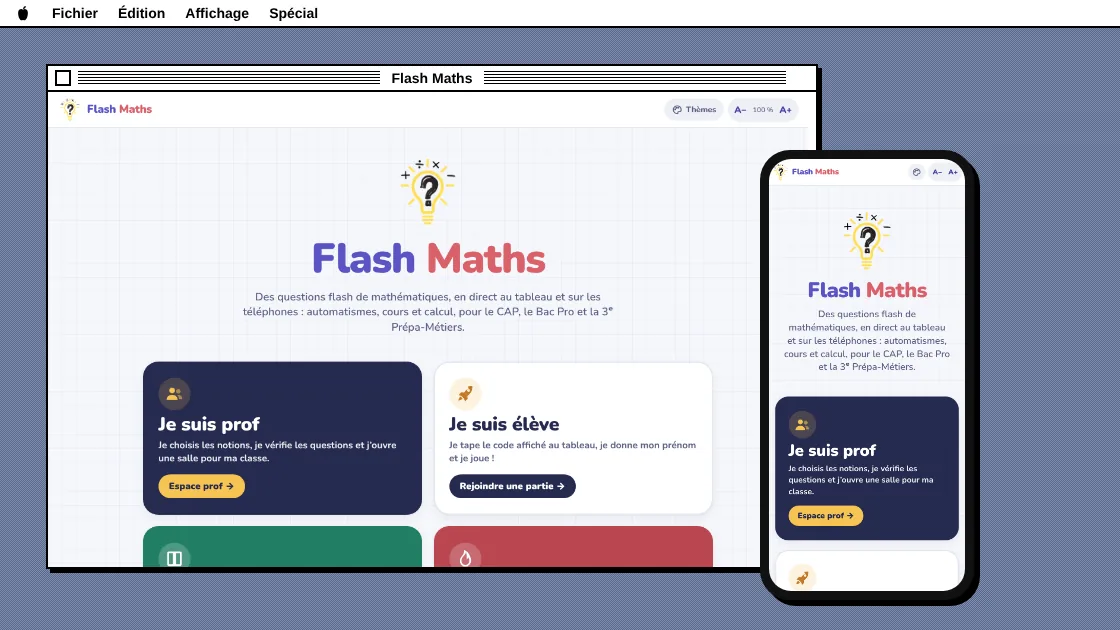 Fichier Édition Affichage Spécial
Flash Maths
Flash Maths
Thèmes A− 100 % A+
Flash Maths
Des questions flash de mathématiques, en direct au tableau et sur les
téléphones : automatismes, cours et calcul, pour le CAP, le Bac Pro et la 3ᵉ
Prépa-Métiers.
Je suis prof
Je choisis les notions, je vérifie les questions et j'ouvre
une salle pour ma classe.
Espace prof →
Je suis élève
Je tape le code affiché au tableau, je donne mon prénom
et je joue !
Rejoindre une partie →
Flash Maths
A− A+
Flash Maths
Des questions flash de
mathématiques, en direct au tableau
et sur les téléphones : automatismes,
cours et calcul, pour le CAP, le Bac Pro
et la 3ᵉ Prépa-Métiers.
Je suis prof
Je choisis les notions, je vérifie les
questions et j'ouvre une salle pour ma
classe.
Espace prof →